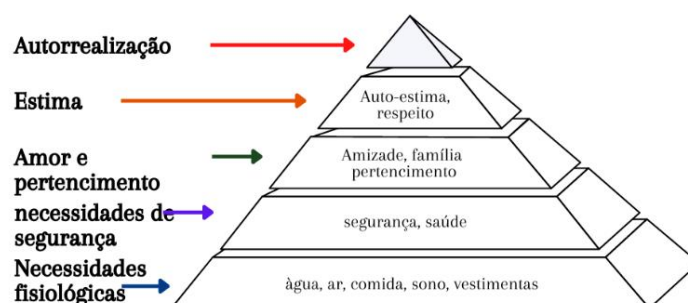 Autorrealização
Estima
Auto-estima,
respeito
Amor e
pertencimento
Amizade, família
pertencimento
necessidades de
segurança
segurança, saúde
Necessidades
fisiológicas
àgua, ar, comida, sono, vestimentas